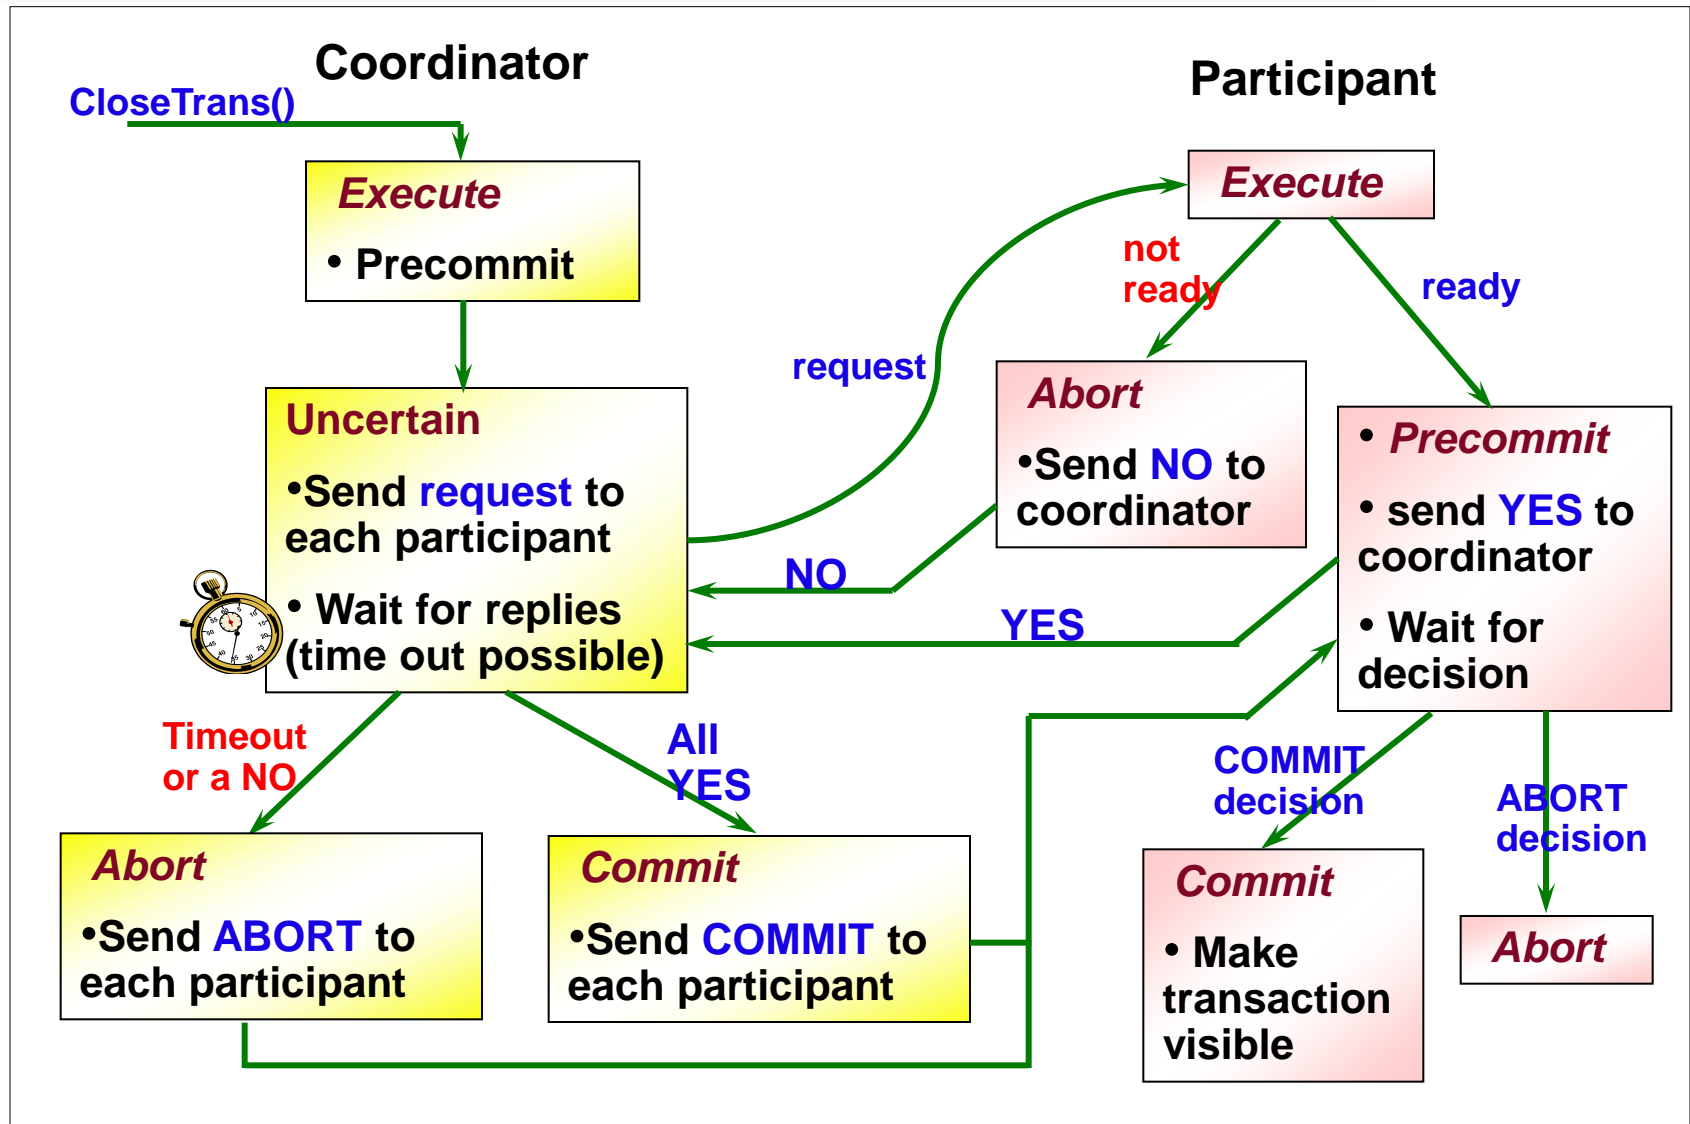 Coordinator
CloseTrans()
Execute
• Precommit
Uncertain
•Send request to
each participant
• Wait for replies
(time out possible)
Timeout
or a NO
All
YES
Abort
•Send ABORT to
each participant
Commit
•Send COMMIT to
each participant
request
NO
YES
Participant
Execute
not
ready
ready
Abort
•Send NO to
coordinator
• Precommit
• send YES to
coordinator
• Wait for
decision
COMMIT
decision
ABORT
decision
Commit
• Make
transaction
visible
Abort